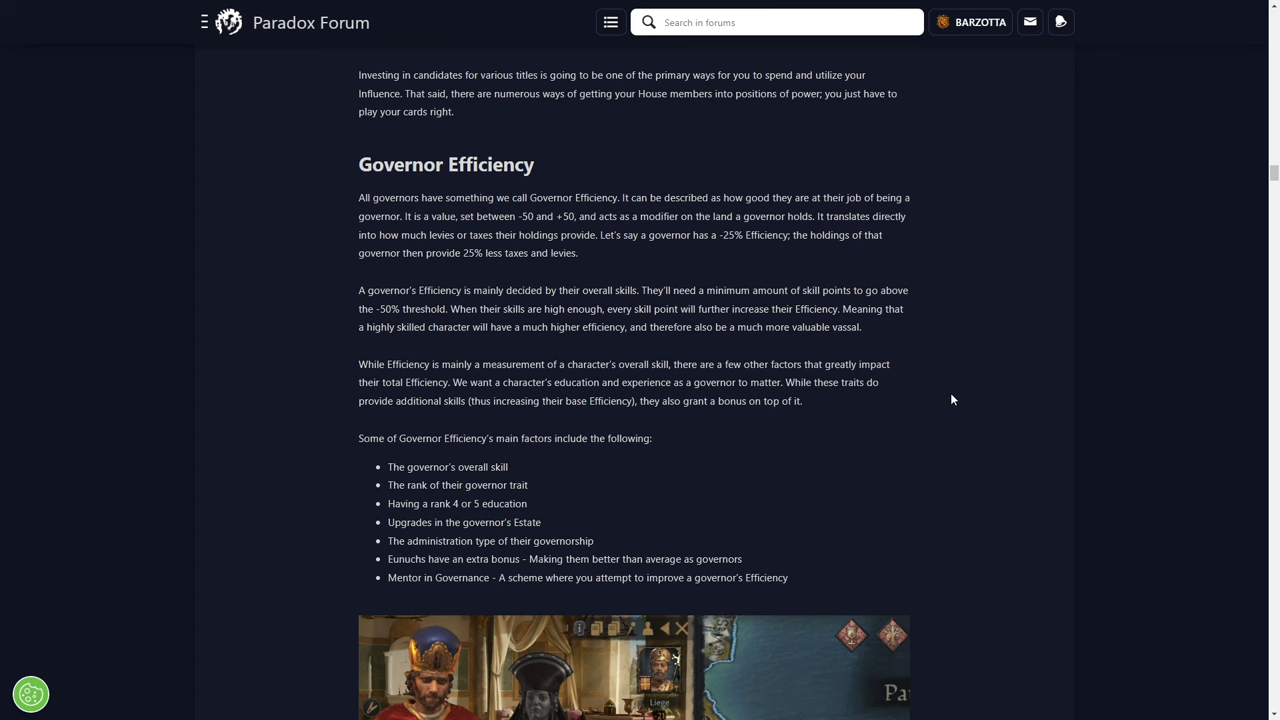 Paradox Forum
Search in forums
BARZOTTA
Investing in candidates for various titles is going to be one of the primary ways for you to spend and utilize your
Influence. That said, there are numerous ways of getting your House members into positions of power; you just have to
play your cards right.
Governor Efficiency
All governors have something we call Governor Efficiency. It can be described as how good they are at their job of being a
governor. It is a value, set between -50 and +50, and acts as a modifier on the land a governor holds. It translates directly
into how much levies or taxes their holdings provide. Let's say a governor has a -25% Efficiency; the holdings of that
governor then provide 25% less taxes and levies.
A governor's Efficiency is mainly decided by their overall skills. They'll need a minimum amount of skill points to go above
the -50% threshold. When their skills are high enough, every skill point will further increase their Efficiency. Meaning that
a highly skilled character will have a much higher efficiency, and therefore also be a much more valuable vassal.
While Efficiency is mainly a measurement of a character's overall skill, there are a few other factors that greatly impact
their total Efficiency. We want a character's education and experience as a governor to matter. While these traits do
provide additional skills (thus increasing their base Efficiency), they also grant a bonus on top of it.
Some of Governor Efficiency's main factors include the following:
• The governor's overall skill
• The rank of their governor trait
• Having a rank 4 or 5 education
• Upgrades in the governor's Estate
• The administration type of their governorship
• Eunuchs have an extra bonus - Making them better than average as governors
• Mentor in Governance - A scheme where you attempt to improve a governor's Efficiency
Liege
Pa